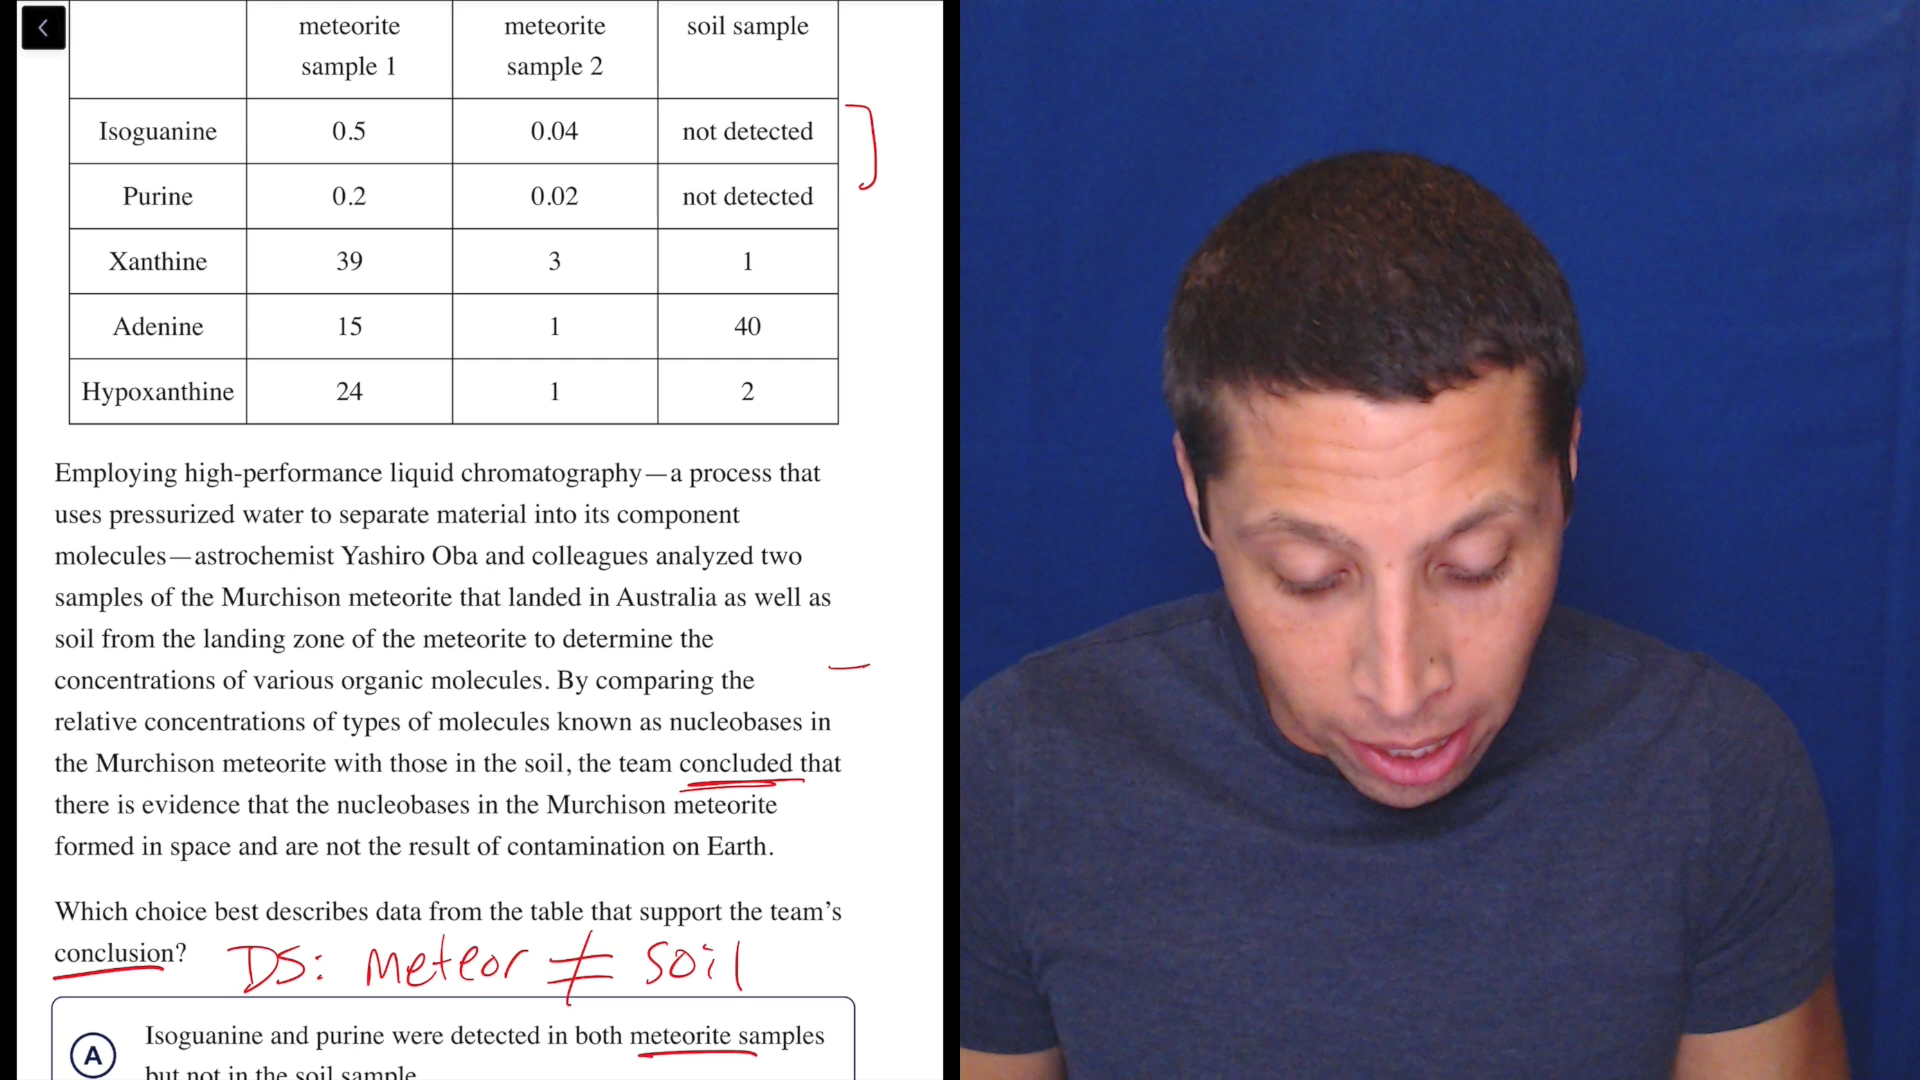 meteorite meteorite soil sample
sample 1 sample 2
Isoguanine 0.5 0.04 not detected
Purine 0.2 0.02 not detected
Xanthine 39 3 1
Adenine 15 1 40
Hypoxanthine 24 1 2
Employing high-performance liquid chromatography—a process that
uses pressurized water to separate material into its component
molecules—astrochemist Yashiro Oba and colleagues analyzed two
samples of the Murchison meteorite that landed in Australia as well as
soil from the landing zone of the meteorite to determine the
concentrations of various organic molecules. By comparing the
relative concentrations of types of molecules known as nucleobases in
the Murchison meteorite with those in the soil, the team concluded that
there is evidence that the nucleobases in the Murchison meteorite
formed in space and are not the result of contamination on Earth.
Which choice best describes data from the table that support the team's
conclusion?
DS: meteor ≠ soil
A Isoguanine and purine were detected in both meteorite samples
but not in the soil sample.